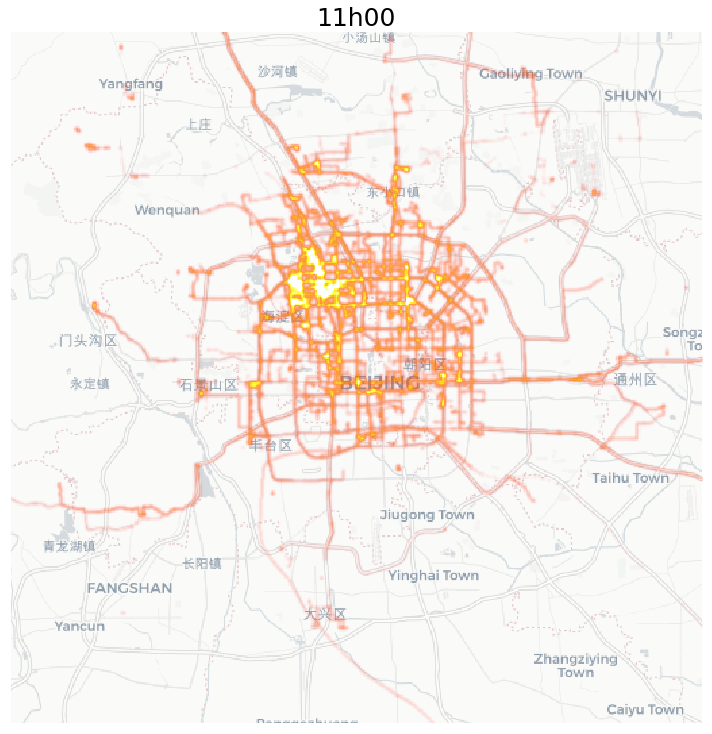 11h00
小汤山镇
沙河镇
Gaoliying Town
Yangfang
SHUNYI
上庄
东小口镇
Wenquan
海淀区
门头沟区
Songz
To
朝阳区
永定镇
石景山区
BEIJING
通州区
丰台区
Taihu Town
Jiugong Town
青龙湖镇
长阳镇
Yinghai Town
FANGSHAN
大兴区
Yancun
Zhangziying
Town
Caiyu Town